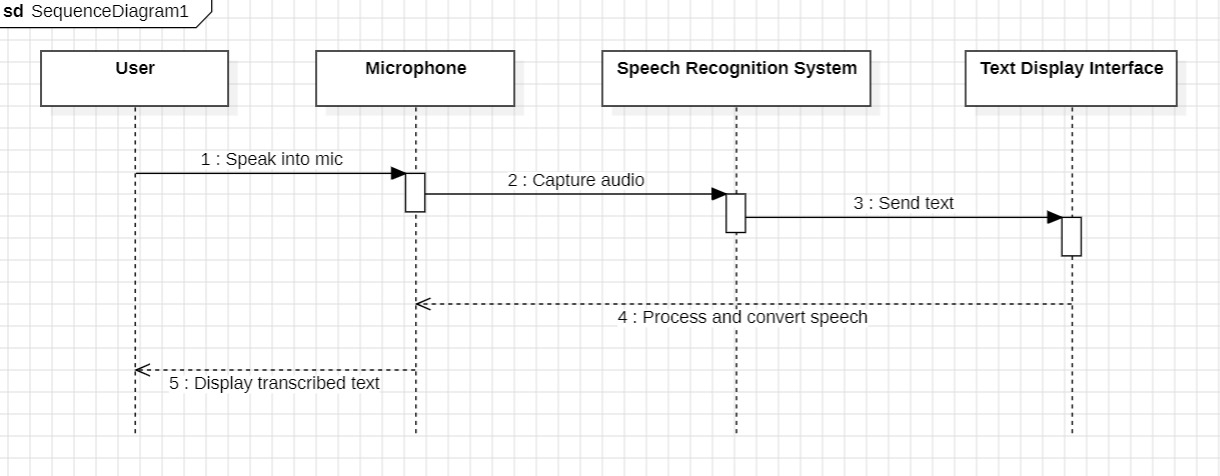 sd SequenceDiagram1
User
Microphone
Speech Recognition System
Text Display Interface
1 : Speak into mic
2 : Capture audio
3 : Send text
4 : Process and convert speech
5 : Display transcribed text